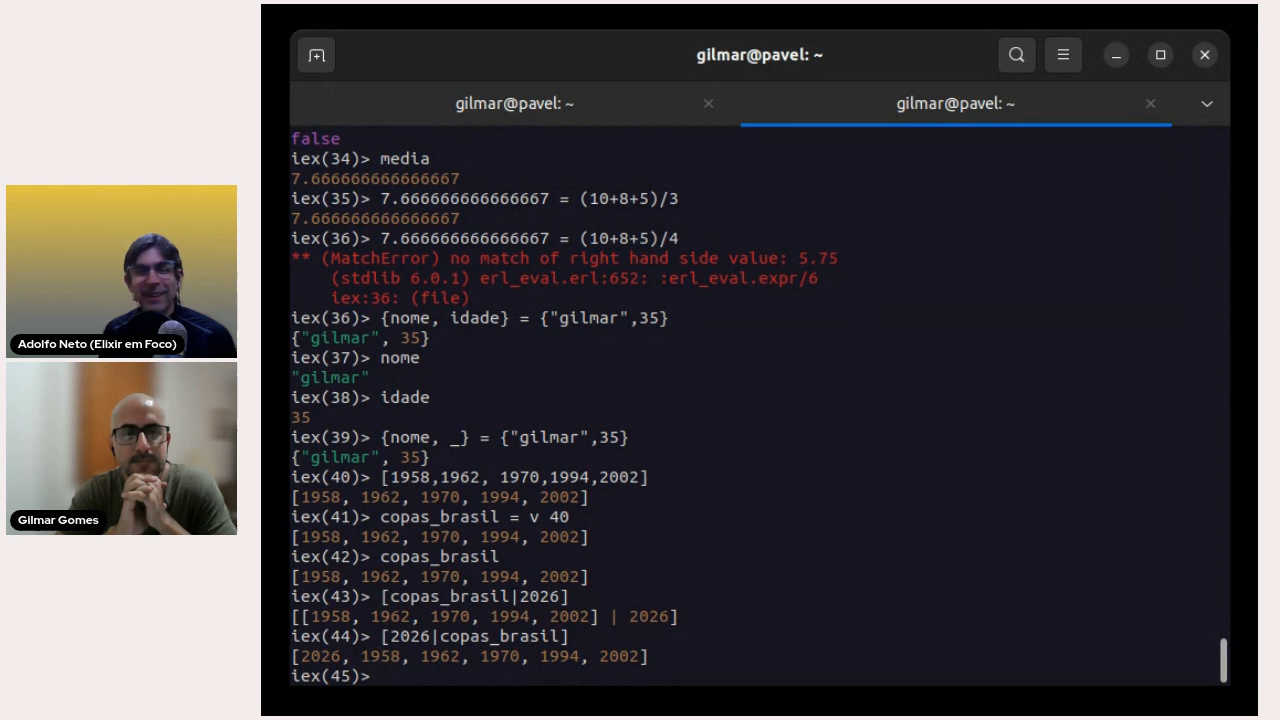 gilmar@pavel: ~
gilmar@pavel: ~
gilmar@pavel: ~
false
iex(34)> media
7.666666666666667
iex(35)> 7.666666666666667 = (10+8+5)/3
7.666666666666667
iex(36)> 7.666666666666667 = (10+8+5)/4
** (MatchError) no match of right hand side value: 5.75
    (stdlib 6.0.1) erl_eval.erl:652: :erl_eval.expr/6
    iex:36: (file)
iex(36)> {nome, idade} = {"gilmar",35}
{"gilmar", 35}
iex(37)> nome
"gilmar"
iex(38)> idade
35
iex(39)> {nome, _} = {"gilmar",35}
{"gilmar", 35}
iex(40)> [1958,1962, 1970,1994,2002]
[1958, 1962, 1970, 1994, 2002]
iex(41)> copas_brasil = v 40
[1958, 1962, 1970, 1994, 2002]
iex(42)> copas_brasil
[1958, 1962, 1970, 1994, 2002]
iex(43)> [copas_brasil|2026]
[[1958, 1962, 1970, 1994, 2002] | 2026]
iex(44)> [2026|copas_brasil]
[2026, 1958, 1962, 1970, 1994, 2002]
iex(45)>
Adolfo Neto (Elixir em Foco)
Gilmar Gomes